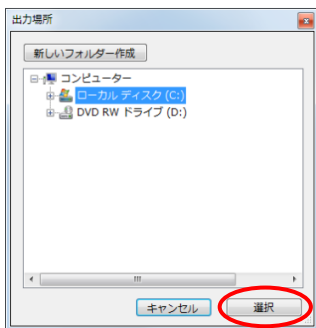 出力場所
新しいフォルダー作成
コンピューター
ローカル ディスク (C:)
DVD RW ドライブ (D:)
キャンセル
選択